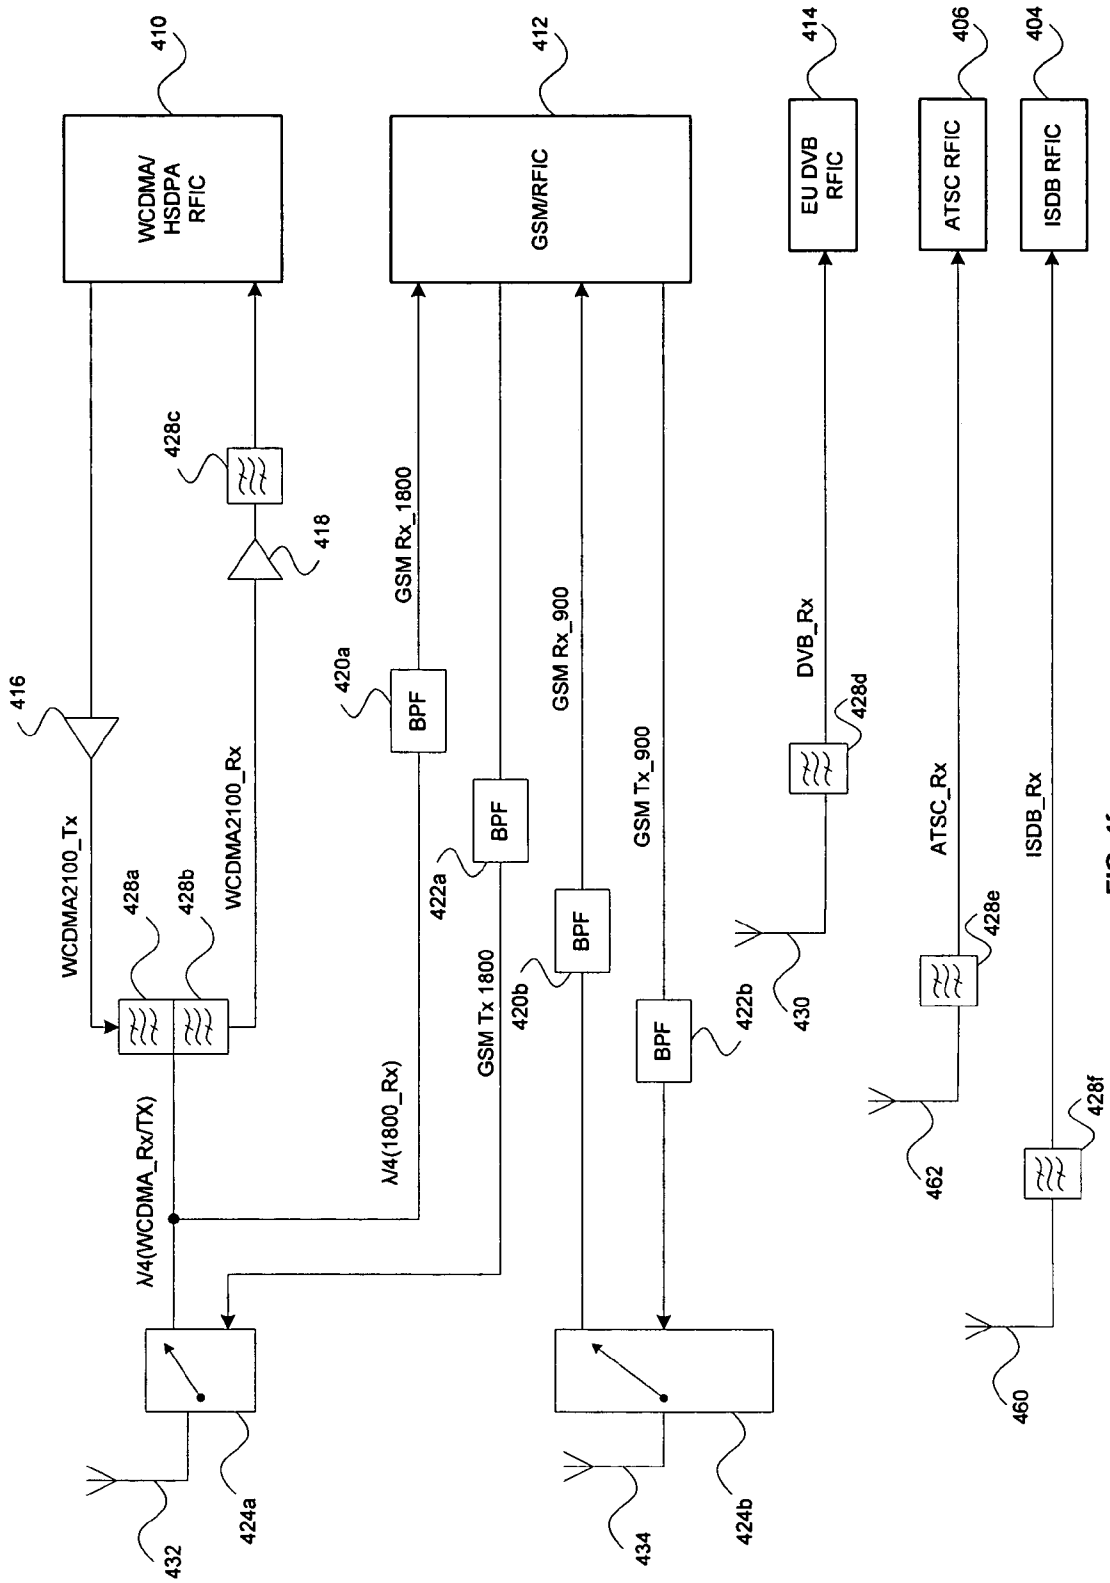 WCDMA/
HSDPA
RFIC
410
416
WCDMA2100_Tx
428a
428b
WCDMA2100_Rx
418
428c
λ/4(WCDMA_Rx/TX)
432
424a
GSM/RFIC
412
GSM Rx_1800
420a
BPF
λ/4(1800_Rx)
BPF
422a
GSM Tx 1800
GSM Rx_900
BPF
420b
GSM Tx_900
BPF
422b
434
424b
EU DVB
RFIC
414
DVB_Rx
428d
430
ATSC RFIC
406
ATSC_Rx
428e
462
ISDB RFIC
404
ISDB_Rx
428f
460